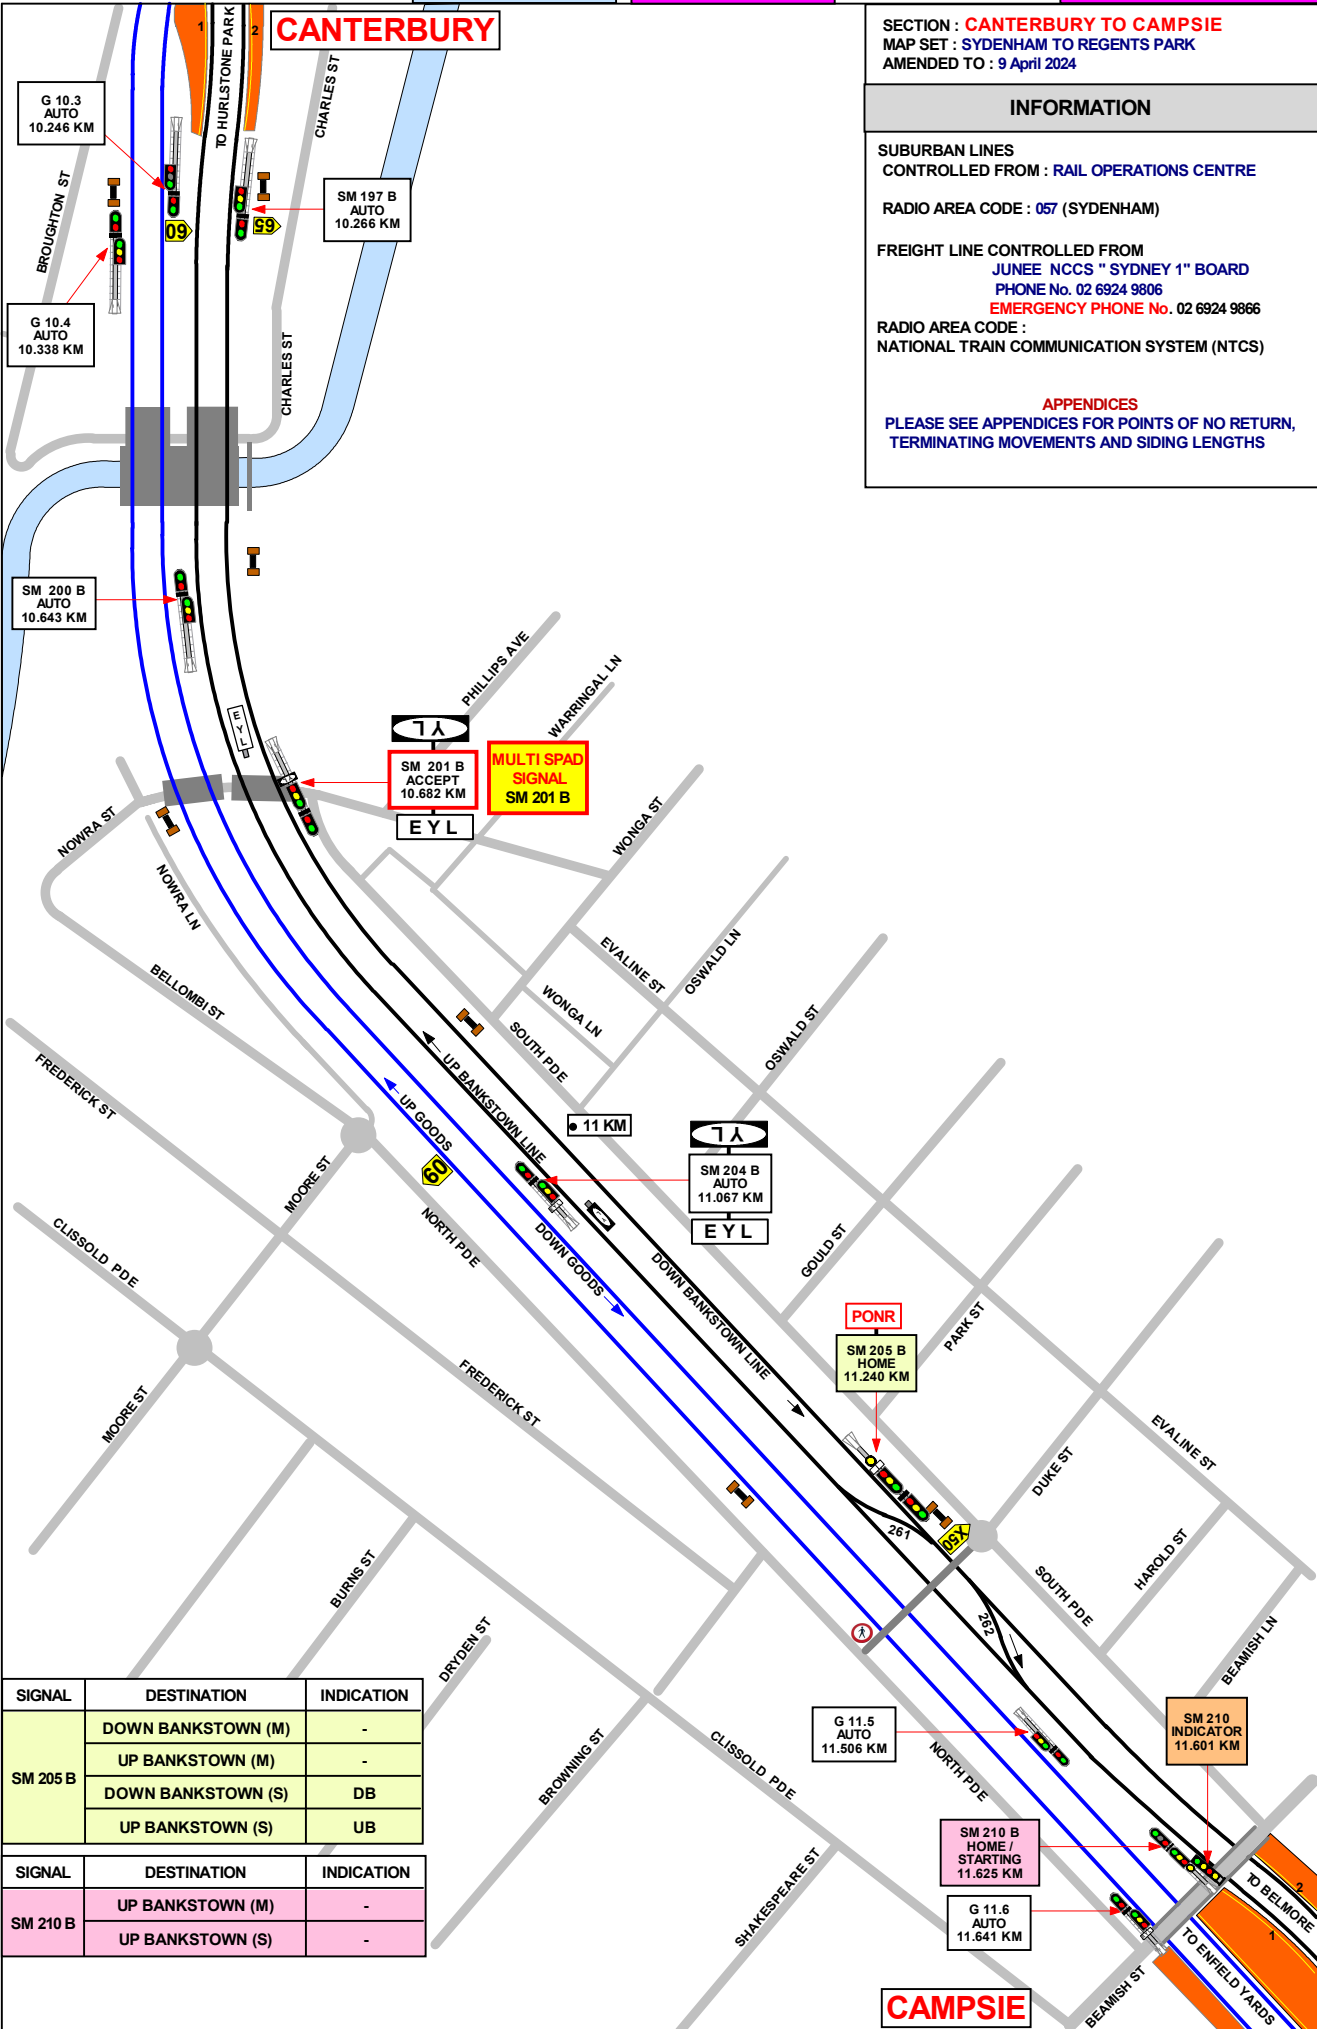 CANTERBURY
SECTION : CANTERBURY TO CAMPSIE
MAP SET : SYDENHAM TO REGENTS PARK
AMENDED TO : 9 April 2024
INFORMATION
SUBURBAN LINES
CONTROLLED FROM : RAIL OPERATIONS CENTRE
RADIO AREA CODE : 057 (SYDENHAM)
FREIGHT LINE CONTROLLED FROM
JUNEE NCCS " SYDNEY 1" BOARD
PHONE No. 02 6924 9806
EMERGENCY PHONE No. 02 6924 9866
RADIO AREA CODE :
NATIONAL TRAIN COMMUNICATION SYSTEM (NTCS)
APPENDICES
PLEASE SEE APPENDICES FOR POINTS OF NO RETURN,
TERMINATING MOVEMENTS AND SIDING LENGTHS
1
2
TO HURLSTONE PARK
CHARLES ST
G 10.3
AUTO
10.246 KM
BROUGHTON ST
60
65
SM 197 B
AUTO
10.266 KM
G 10.4
AUTO
10.338 KM
CHARLES ST
SM 200 B
AUTO
10.643 KM
PHILLIPS AVE
WARRINGAL LN
E Y L
YL
SM 201 B
ACCEPT
10.682 KM
E Y L
MULTI SPAD
SIGNAL
SM 201 B
NOWRA ST
NOWRA LN
WONGA ST
BELLOMBI ST
EVALINE ST
OSWALD LN
WONGA LN
SOUTH PDE
OSWALD ST
FREDERICK ST
UP BANKSTOWN LINE
UP GOODS
60
11 KM
YL
SM 204 B
AUTO
11.067 KM
E Y L
MOORE ST
CLISSOLD PDE
NORTH PDE
DOWN GOODS
DOWN BANKSTOWN LINE
GOULD ST
PARK ST
PONR
SM 205 B
HOME
11.240 KM
MOORE ST
FREDERICK ST
EVALINE ST
DUKE ST
261
X50
HAROLD ST
SOUTH PDE
262
BURNS ST
DRYDEN ST
BEAMISH LN
SIGNAL DESTINATION INDICATION
SM 205 B
DOWN BANKSTOWN (M) -
UP BANKSTOWN (M) -
DOWN BANKSTOWN (S) DB
UP BANKSTOWN (S) UB
SIGNAL DESTINATION INDICATION
SM 210 B
UP BANKSTOWN (M) -
UP BANKSTOWN (S) -
BROWNING ST
CLISSOLD PDE
NORTH PDE
G 11.5
AUTO
11.506 KM
SM 210
INDICATOR
11.601 KM
SM 210 B
HOME /
STARTING
11.625 KM
SHAKESPEARE ST
G 11.6
AUTO
11.641 KM
2
TO BELMORE
1
TO ENFIELD YARDS
BEAMISH ST
CAMPSIE